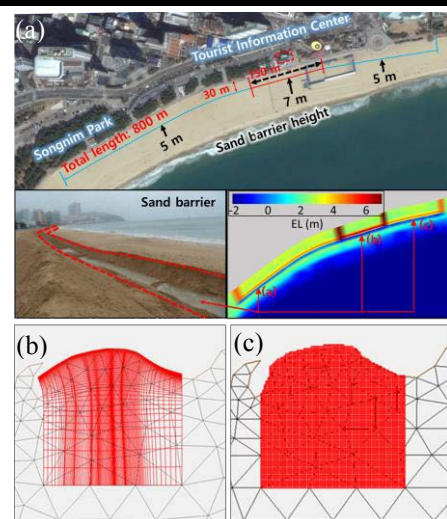 (a)
Tourist Information Center
Songnim Park
Total length: 800 m
30 m
5 m
7 m
5 m
Sand barrier height
Sand barrier
-2 0 2 4 6
EL (m)
(a)
(b)
(c)
(b)
(c)